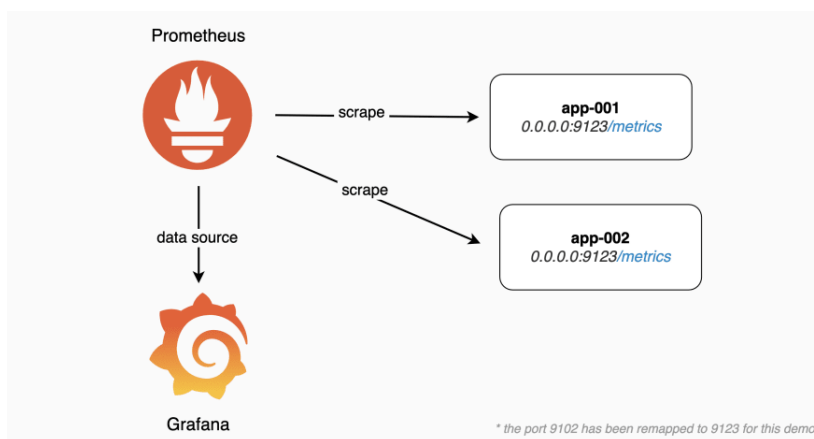 Prometheus
scrape
app-001
0.0.0.0:9123/metrics
scrape
app-002
0.0.0.0:9123/metrics
data source
Grafana
* the port 9102 has been remapped to 9123 for this demo